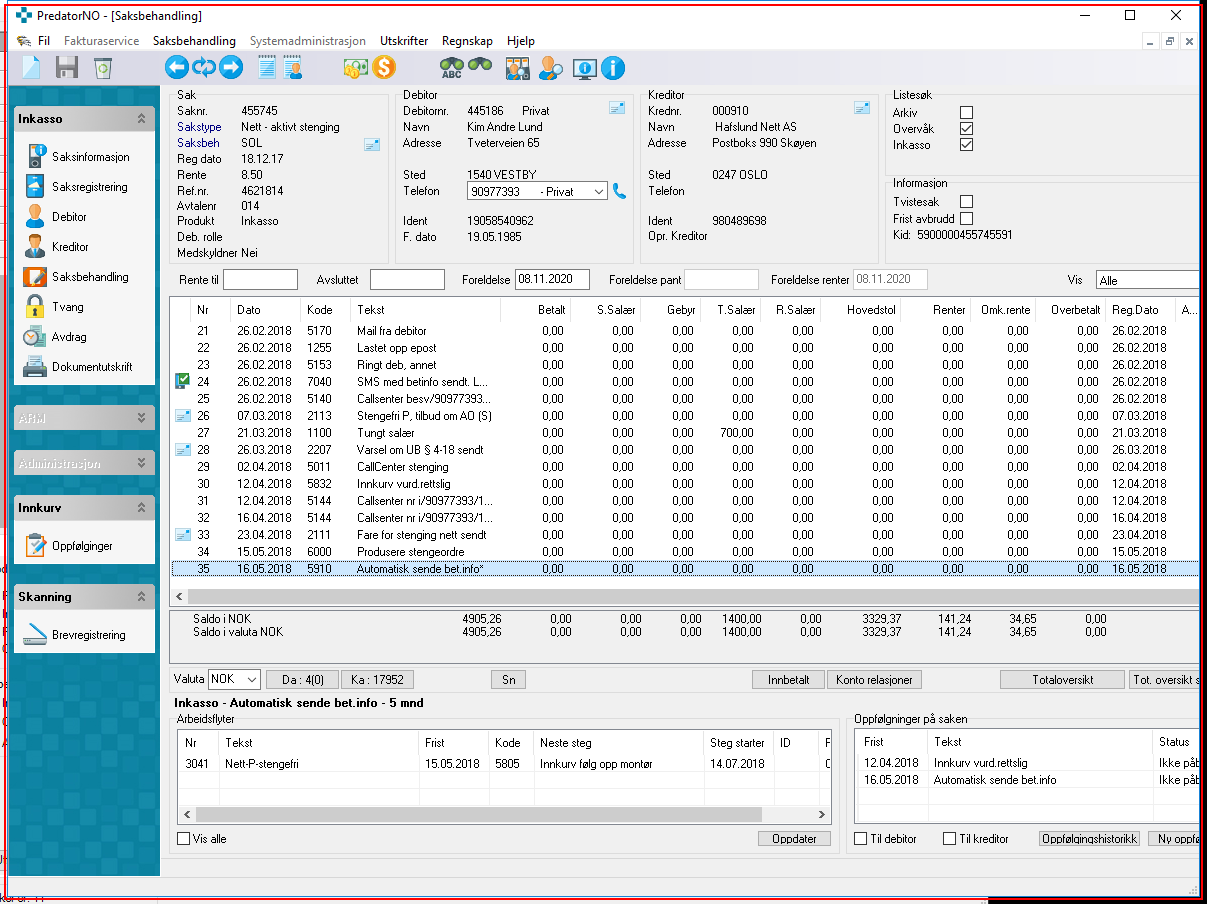 PredatorNO - [Saksbehandling]
Fil Fakturaservice Saksbehandling Systemadministrasjon Utskrifter Regnskap Hjelp
ABC
Inkasso
Saksinformasjon
Saksregistrering
Debitor
Kreditor
Saksbehandling
Tvang
Avdrag
Dokumentutskrift
ARM
Administrasjon
Innkurv
Oppfølginger
Skanning
Brevregistrering
Sak
Saknr. 455745
Sakstype Nett - aktivt stenging
Saksbeh SOL
Reg dato 18.12.17
Rente 8.50
Ref.nr. 4621814
Avtalenr 014
Produkt Inkasso
Deb. rolle
Medskyldner Nei
Debitor
Debitornr. 445186 Privat
Navn Kim Andre Lund
Adresse Tveterveien 65
Sted 1540 VESTBY
Telefon 90977393 - Privat
Ident 19058540962
F. dato 19.05.1985
Kreditor
Krednr. 000910
Navn Hafslund Nett AS
Adresse Postboks 990 Skøyen
Sted 0247 OSLO
Telefon
Ident 980489698
Opr. Kreditor
Listesøk
Arkiv
Overvåk
Inkasso
Informasjon
Tvistesak
Frist avbrudd
Kid: 5900000455745591
Rente til Avsluttet Foreldelse 08.11.2020 Foreldelse pant Foreldelse renter 08.11.2020 Vis Alle
Nr Dato Kode Tekst Betalt S.Salær Gebyr T.Salær R.Salær Hovedstol Renter Omk.rente Overbetalt Reg.Dato A...
21 26.02.2018 5170 Mail fra debitor 0,00 0,00 0,00 0,00 0,00 0,00 0,00 0,00 0,00 26.02.2018
22 26.02.2018 1255 Lastet opp epost 0,00 0,00 0,00 0,00 0,00 0,00 0,00 0,00 0,00 26.02.2018
23 26.02.2018 5153 Ringt deb, annet 0,00 0,00 0,00 0,00 0,00 0,00 0,00 0,00 0,00 26.02.2018
24 26.02.2018 7040 SMS med betinfo sendt. L... 0,00 0,00 0,00 0,00 0,00 0,00 0,00 0,00 0,00 26.02.2018
25 26.02.2018 5140 Callsenter besv/90977393... 0,00 0,00 0,00 0,00 0,00 0,00 0,00 0,00 0,00 26.02.2018
26 07.03.2018 2113 Stengefri P, tilbud om AO (S) 0,00 0,00 0,00 0,00 0,00 0,00 0,00 0,00 0,00 07.03.2018
27 21.03.2018 1100 Tungt salær 0,00 0,00 0,00 700,00 0,00 0,00 0,00 0,00 0,00 21.03.2018
28 26.03.2018 2207 Varsel om UB § 4-18 sendt 0,00 0,00 0,00 0,00 0,00 0,00 0,00 0,00 0,00 26.03.2018
29 02.04.2018 5011 CallCenter stenging 0,00 0,00 0,00 0,00 0,00 0,00 0,00 0,00 0,00 02.04.2018
30 12.04.2018 5832 Innkurv vurd.rettslig 0,00 0,00 0,00 0,00 0,00 0,00 0,00 0,00 0,00 12.04.2018
31 12.04.2018 5144 Callsenter nr i/90977393/1... 0,00 0,00 0,00 0,00 0,00 0,00 0,00 0,00 0,00 12.04.2018
32 16.04.2018 5144 Callsenter nr i/90977393/1... 0,00 0,00 0,00 0,00 0,00 0,00 0,00 0,00 0,00 16.04.2018
33 23.04.2018 2111 Fare for stenging nett sendt 0,00 0,00 0,00 0,00 0,00 0,00 0,00 0,00 0,00 23.04.2018
34 15.05.2018 6000 Produsere stengeordre 0,00 0,00 0,00 0,00 0,00 0,00 0,00 0,00 0,00 15.05.2018
35 16.05.2018 5910 Automatisk sende bet.info* 0,00 0,00 0,00 0,00 0,00 0,00 0,00 0,00 0,00 16.05.2018
Saldo i NOK 4905,26 0,00 0,00 0,00 1400,00 0,00 3329,37 141,24 34,65 0,00
Saldo i valuta NOK 4905,26 0,00 0,00 0,00 1400,00 0,00 3329,37 141,24 34,65 0,00
Valuta NOK Da : 4(0) Ka : 17952 Sn Innbetalt Konto relasjoner Totaloversikt Tot. oversikt s
Inkasso - Automatisk sende bet.info - 5 mnd
Arbeidsflyter
Nr Tekst Frist Kode Neste steg Steg starter ID F
3041 Nett-P-stengefri 15.05.2018 5805 Innkurv følg opp montør 14.07.2018
Vis alle Oppdater
Oppfølgninger på saken
Frist Tekst Status
12.04.2018 Innkurv vurd.rettslig Ikke påb
16.05.2018 Automatisk sende bet.info Ikke påb
Til debitor Til kreditor Oppfølgingshistorikk Ny oppfø